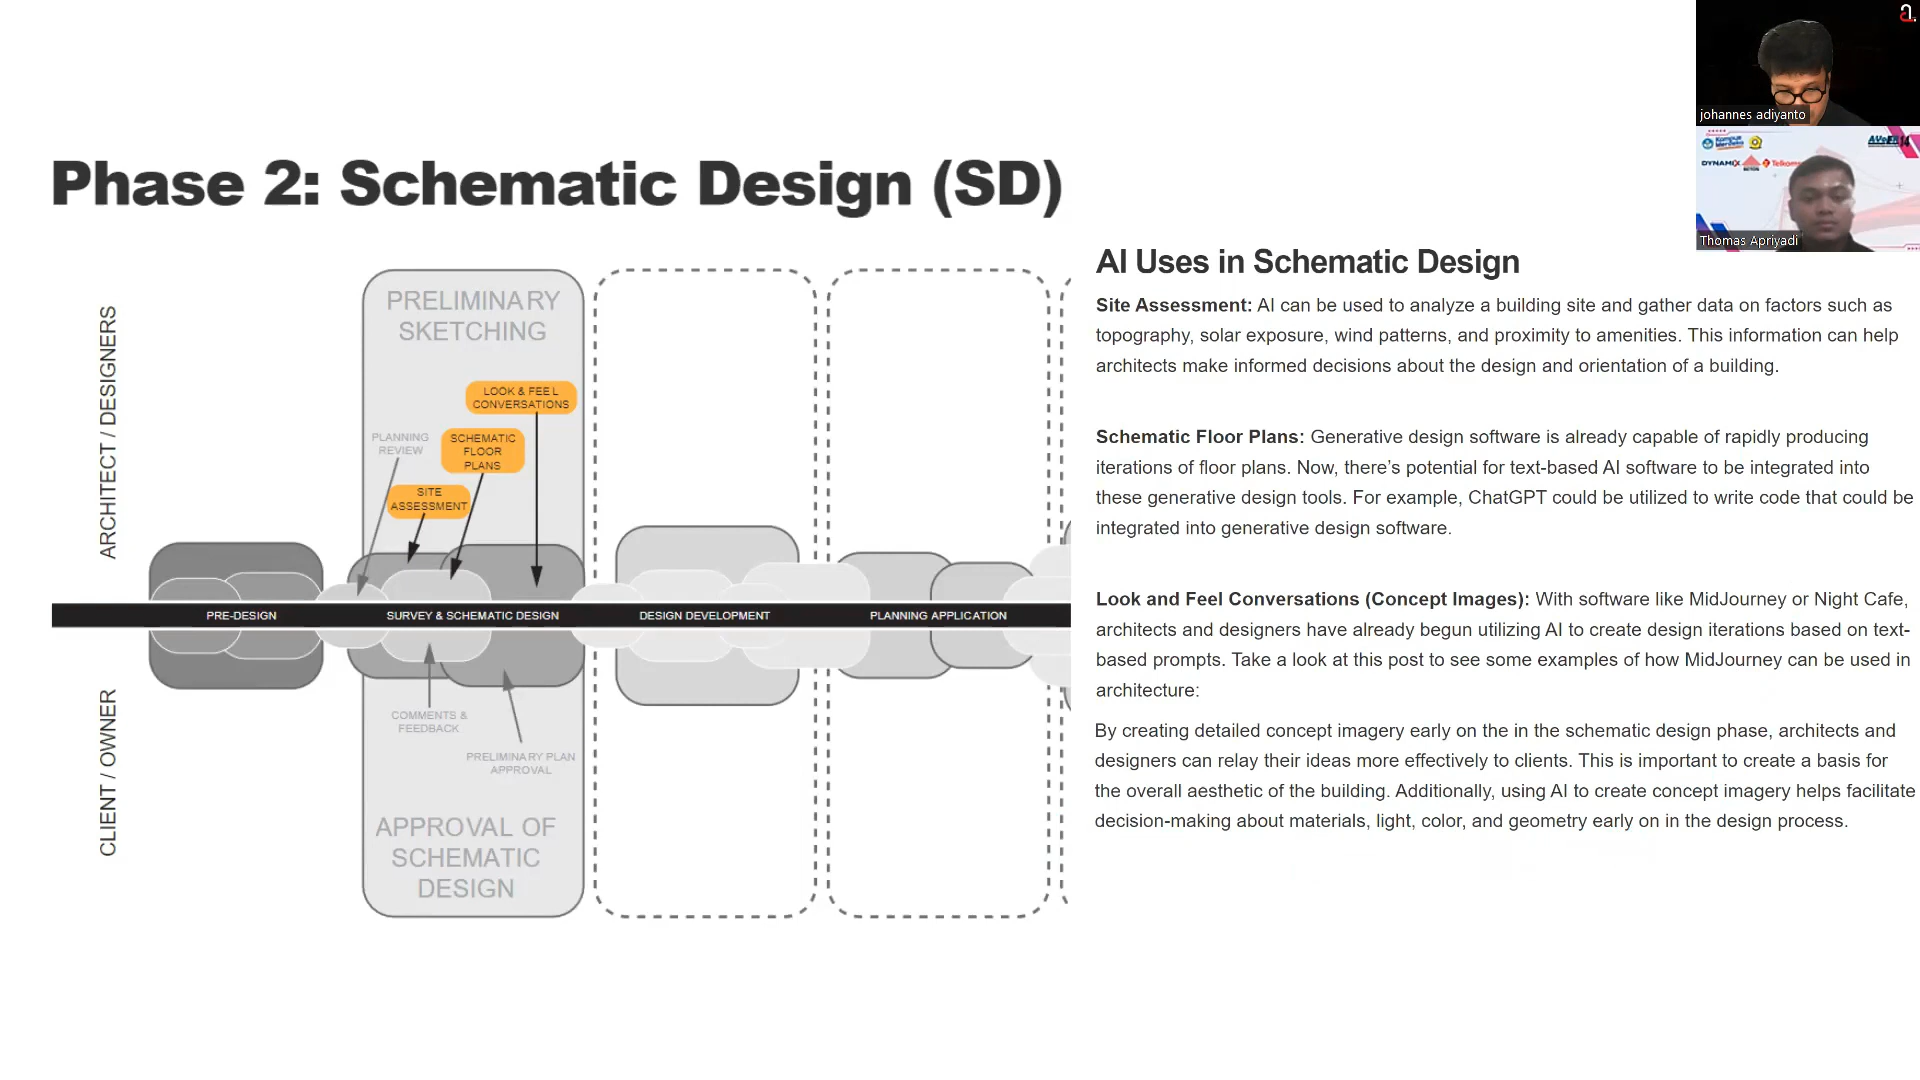 Phase 2: Schematic Design (SD)
ARCHITECT / DESIGNERS
CLIENT / OWNER
PRELIMINARY
SKETCHING
LOOK & FEEL
CONVERSATIONS
PLANNING
REVIEW
SCHEMATIC
FLOOR
PLANS
SITE
ASSESSMENT
PRE-DESIGN
SURVEY & SCHEMATIC DESIGN
DESIGN DEVELOPMENT
PLANNING APPLICATION
COMMENTS &
FEEDBACK
PRELIMINARY PLAN
APPROVAL
APPROVAL OF
SCHEMATIC
DESIGN
johannes adiyanto
Kampus
Merdeka
DYNAMIX
BETON
Thomas Apriyadi
AI Uses in Schematic Design
Site Assessment: AI can be used to analyze a building site and gather data on factors such as
topography, solar exposure, wind patterns, and proximity to amenities. This information can help
architects make informed decisions about the design and orientation of a building.
Schematic Floor Plans: Generative design software is already capable of rapidly producing
iterations of floor plans. Now, there’s potential for text-based AI software to be integrated into
these generative design tools. For example, ChatGPT could be utilized to write code that could be
integrated into generative design software.
Look and Feel Conversations (Concept Images): With software like MidJourney or Night Cafe,
architects and designers have already begun utilizing AI to create design iterations based on text-
based prompts. Take a look at this post to see some examples of how MidJourney can be used in
architecture:
By creating detailed concept imagery early on the in the schematic design phase, architects and
designers can relay their ideas more effectively to clients. This is important to create a basis for
the overall aesthetic of the building. Additionally, using AI to create concept imagery helps facilitate
decision-making about materials, light, color, and geometry early on in the design process.